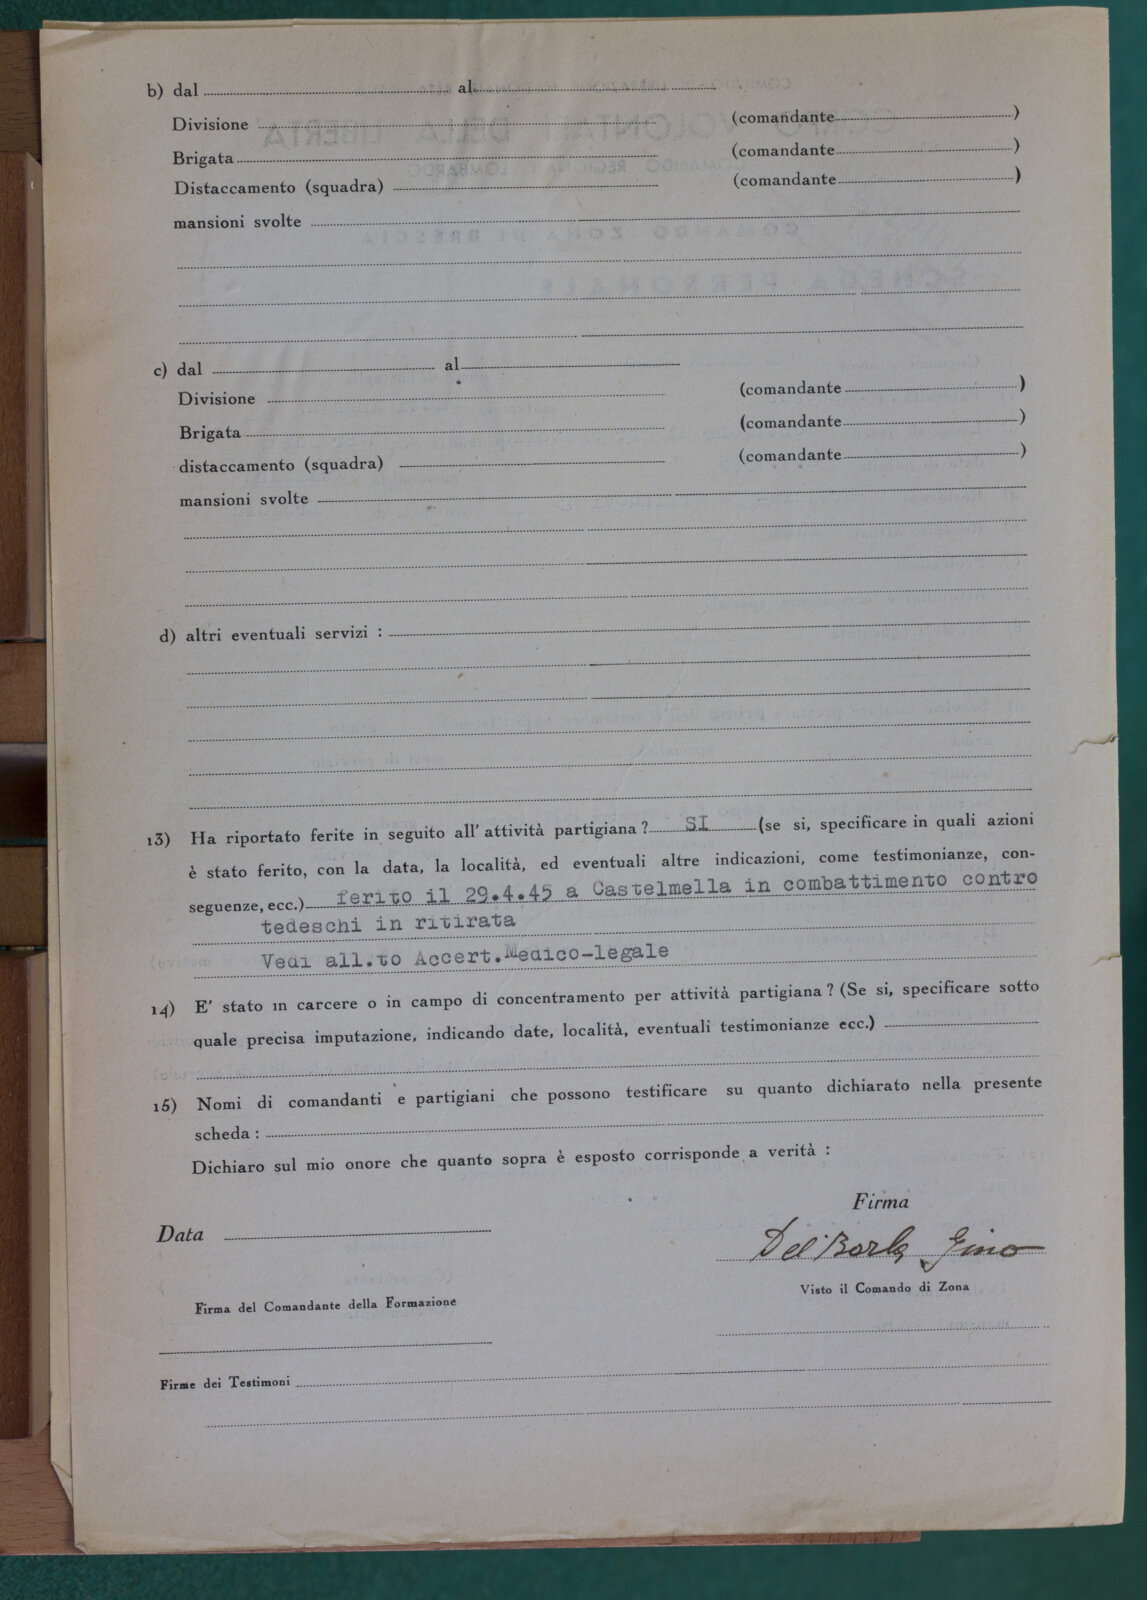 b) dal al
Divisione (comandante )
Brigata (comandante )
Distaccamento (squadra) (comandante )
mansioni svolte
c) dal al
Divisione (comandante )
Brigata (comandante )
distaccamento (squadra) (comandante )
mansioni svolte
d) altri eventuali servizi :
13) Ha riportato ferite in seguito all'attività partigiana ? SI (se si, specificare in quali azioni
è stato ferito, con la data, la località, ed eventuali altre indicazioni, come testimonianze, con-
seguenze, ecc.) ferito il 29.4.45 a Castelmella in combattimento contro
tedeschi in ritirata
Vedi all.to Accert.Medico-legale
14) E' stato in carcere o in campo di concentramento per attività partigiana ? (Se si, specificare sotto
quale precisa imputazione, indicando date, località, eventuali testimonianze ecc.)
15) Nomi di comandanti e partigiani che possono testificare su quanto dichiarato nella presente
scheda :
Dichiaro sul mio onore che quanto sopra è esposto corrisponde a verità :
Firma
Data
Del Gino
Visto il Comando di Zona
Firma del Comandante della Formazione
Firme dei Testimoni